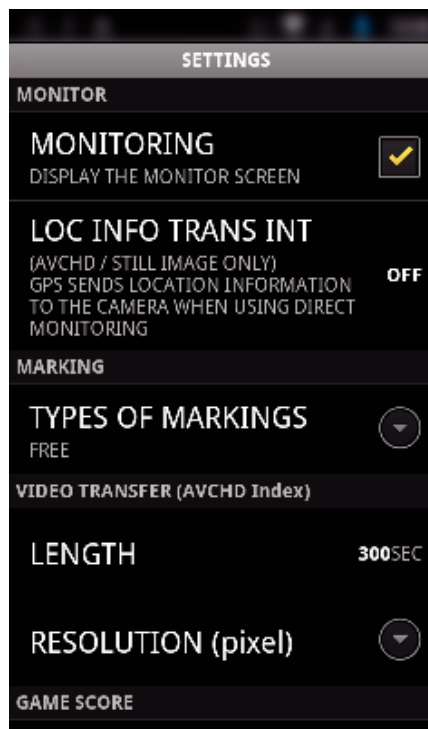 SETTINGS
MONITOR
MONITORING
DISPLAY THE MONITOR SCREEN
LOC INFO TRANS INT
(AVCHD / STILL IMAGE ONLY)
GPS SENDS LOCATION INFORMATION
TO THE CAMERA WHEN USING DIRECT
MONITORING
OFF
MARKING
TYPES OF MARKINGS
FREE
VIDEO TRANSFER (AVCHD Index)
LENGTH
300SEC
RESOLUTION (pixel)
GAME SCORE